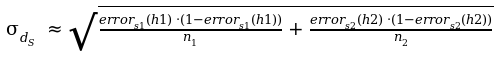 σ_{d_S} ≈ √( error_{s1}(h1) ·(1−error_{s1}(h1)) / n_1 + error_{s2}(h2) ·(1−error_{s2}(h2)) / n_2 )